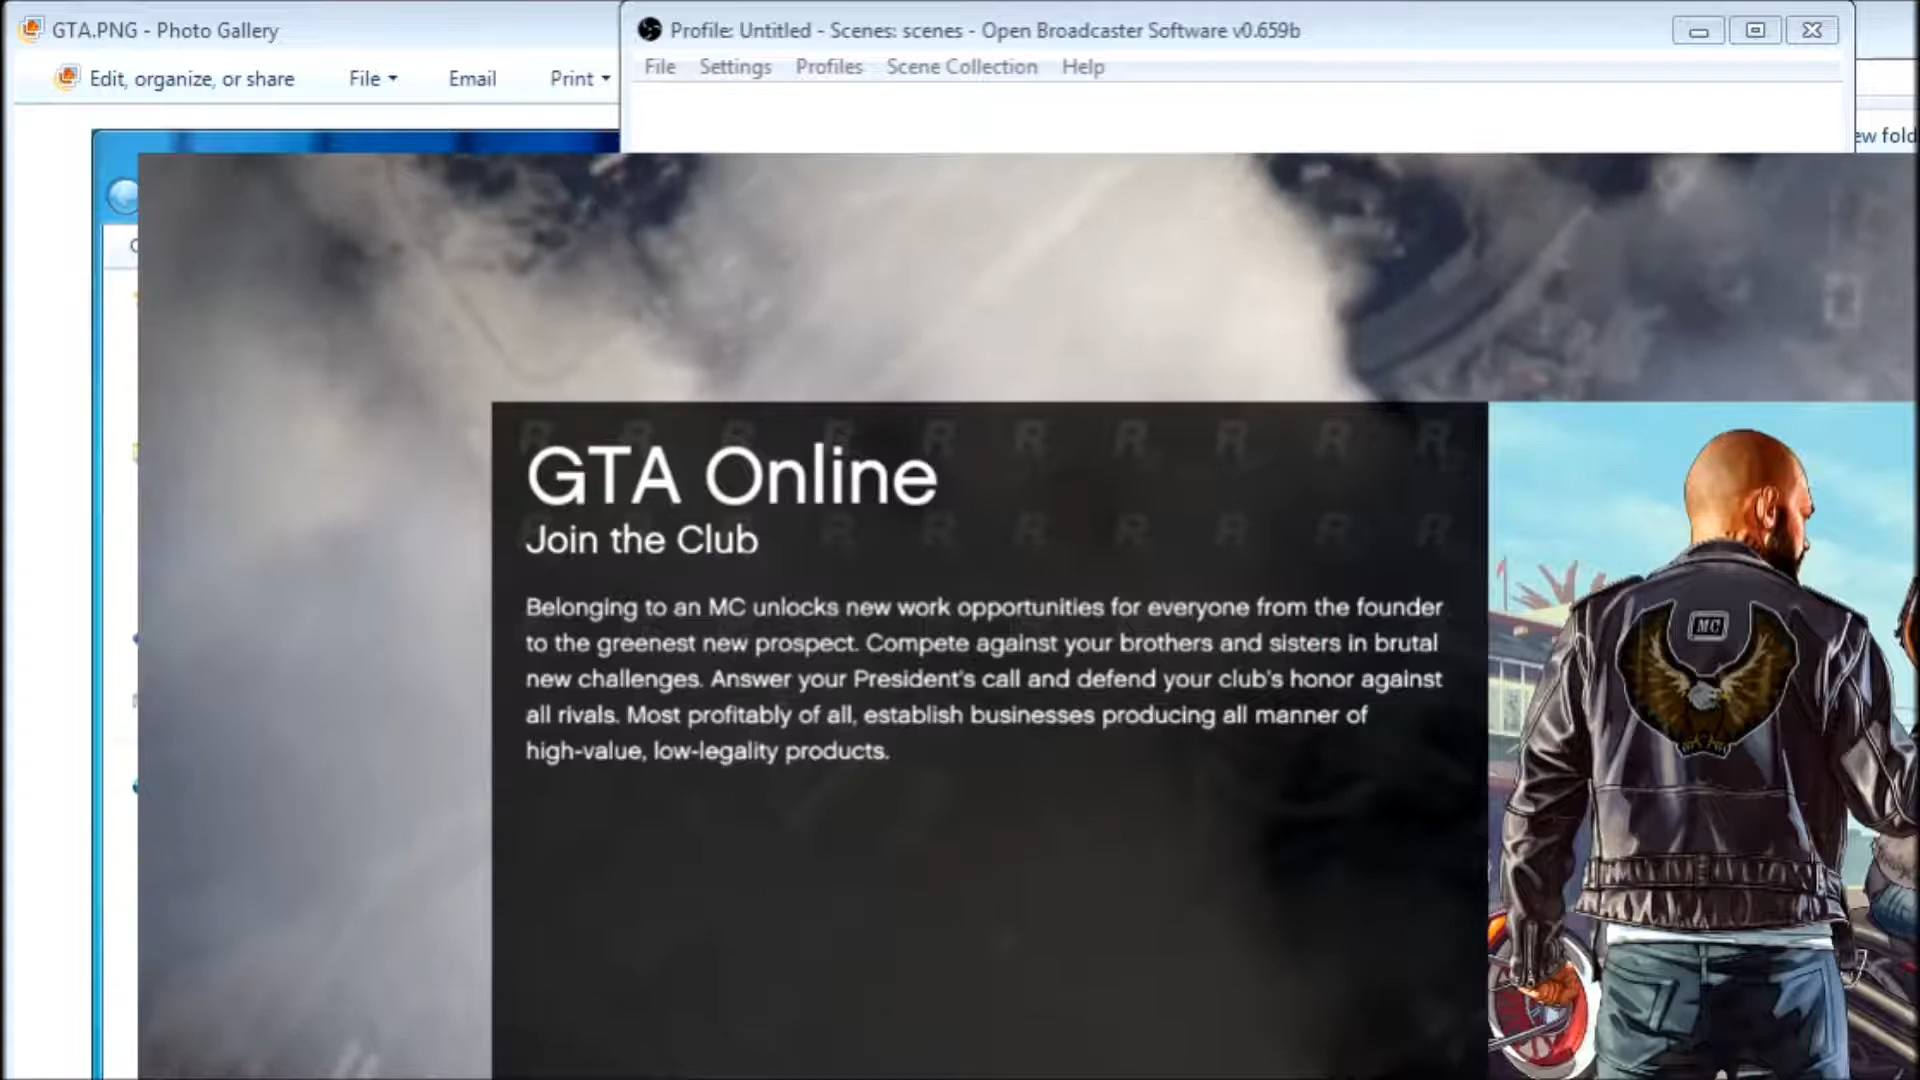 GTA.PNG - Photo Gallery
Profile: Untitled - Scenes: scenes - Open Broadcaster Software v0.659b
Edit, organize, or share File Email Print
File Settings Profiles Scene Collection Help
ew fold
GTA Online
Join the Club
Belonging to an MC unlocks new work opportunities for everyone from the founder
to the greenest new prospect. Compete against your brothers and sisters in brutal
new challenges. Answer your President's call and defend your club's honor against
all rivals. Most profitably of all, establish businesses producing all manner of
high-value, low-legality products.
MC